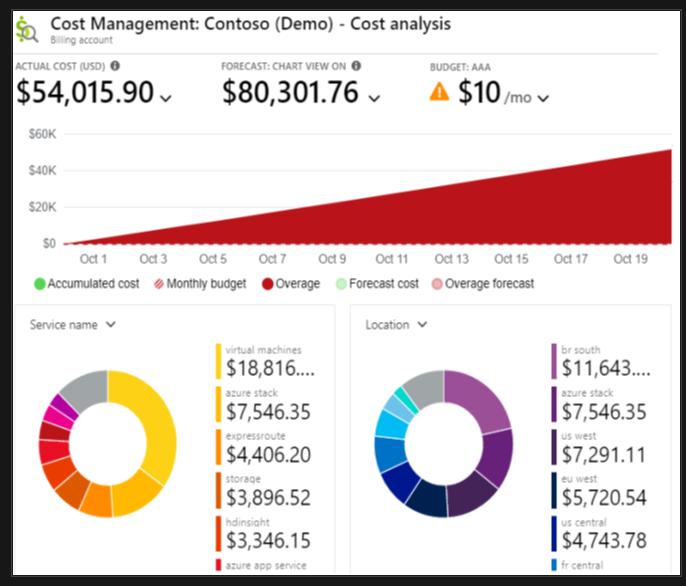 Cost Management: Contoso (Demo) - Cost analysis
Billing account
ACTUAL COST (USD)
FORECAST: CHART VIEW ON
BUDGET: AAA
$54,015.90
$80,301.76
$10 /mo
$60K
$40K
$20K
$0
Oct 1 Oct 3 Oct 5 Oct 7 Oct 9 Oct 11 Oct 13 Oct 15 Oct 17 Oct 19
Accumulated cost Monthly budget Overage Forecast cost Overage forecast
Service name
virtual machines
$18,816....
azure stack
$7,546.35
expressroute
$4,406.20
storage
$3,896.52
hdinsight
$3,346.15
azure app service
Location
br south
$11,643....
azure stack
$7,546.35
us west
$7,291.11
eu west
$5,720.54
us central
$4,743.78
fr central